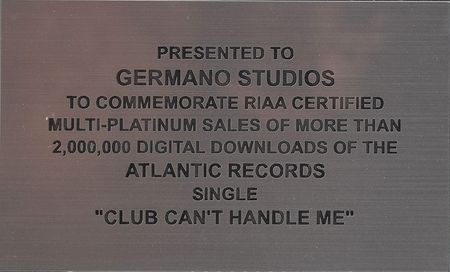 PRESENTED TO
GERMANO STUDIOS
TO COMMEMORATE RIAA CERTIFIED
MULTI-PLATINUM SALES OF MORE THAN
2,000,000 DIGITAL DOWNLOADS OF THE
ATLANTIC RECORDS
SINGLE
"CLUB CAN'T HANDLE ME"